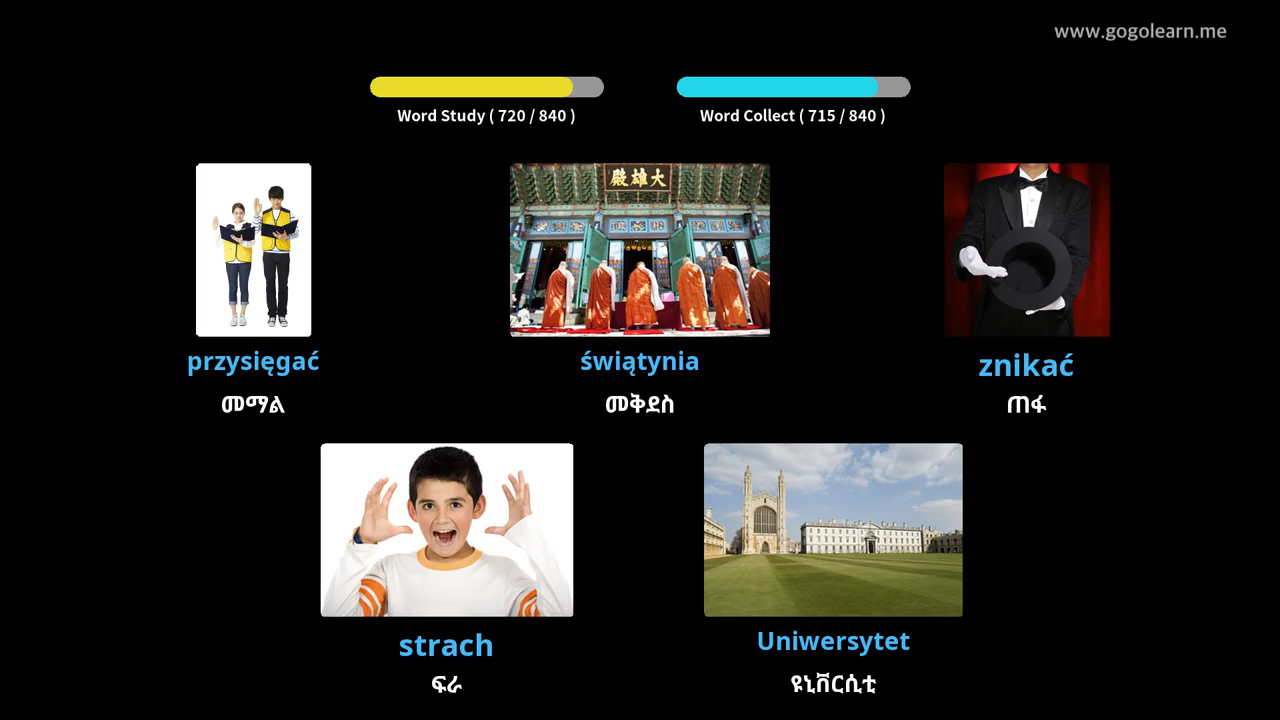 www.gogolearn.me
Word Study ( 720 / 840 )
Word Collect ( 715 / 840 )
大雄殿
przysięgać
świątynia
znikać
መማል
መቅደስ
ጠፋ
strach
Uniwersytet
ፍራ
ዩኒቨርሲቲ